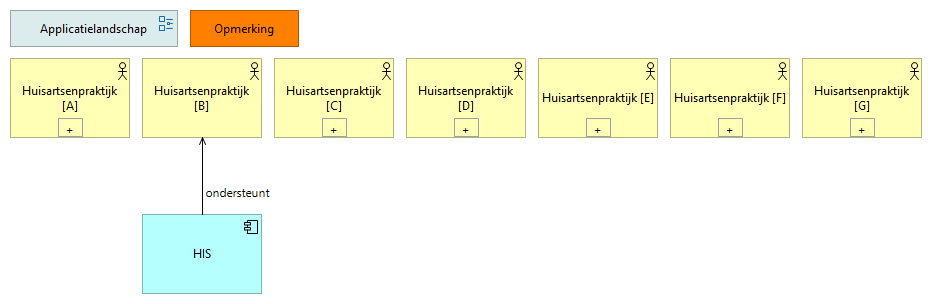 Applicatielandschap
Opmerking
Huisartsenpraktijk
[A]
+
Huisartsenpraktijk
[B]
Huisartsenpraktijk
[C]
+
Huisartsenpraktijk
[D]
+
Huisartsenpraktijk [E]
+
Huisartsenpraktijk [F]
+
Huisartsenpraktijk
[G]
+
ondersteunt
HIS